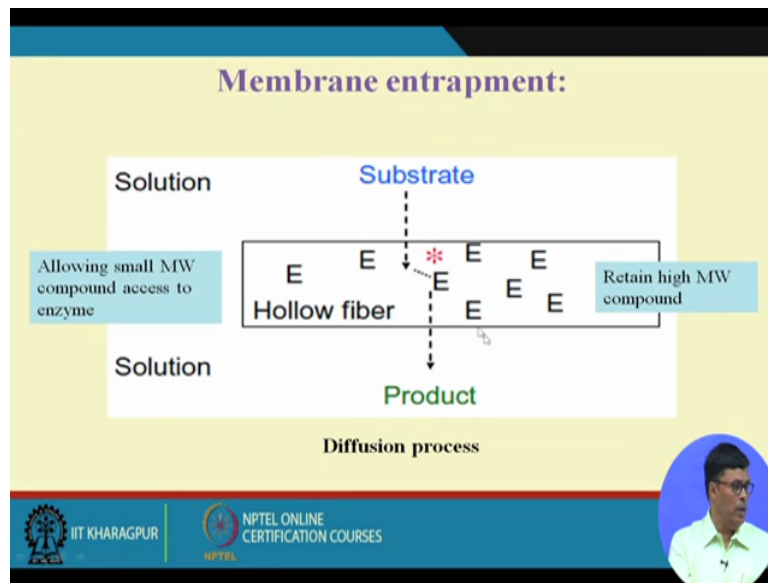 Membrane entrapment:
Solution
Substrate
Allowing small MW
compound access to
enzyme
E
E
*
E
E
E
E
E
E
Hollow fiber
Retain high MW
compound
Solution
Product
Diffusion process
IIT KHARAGPUR
NPTEL
NPTEL ONLINE
CERTIFICATION COURSES